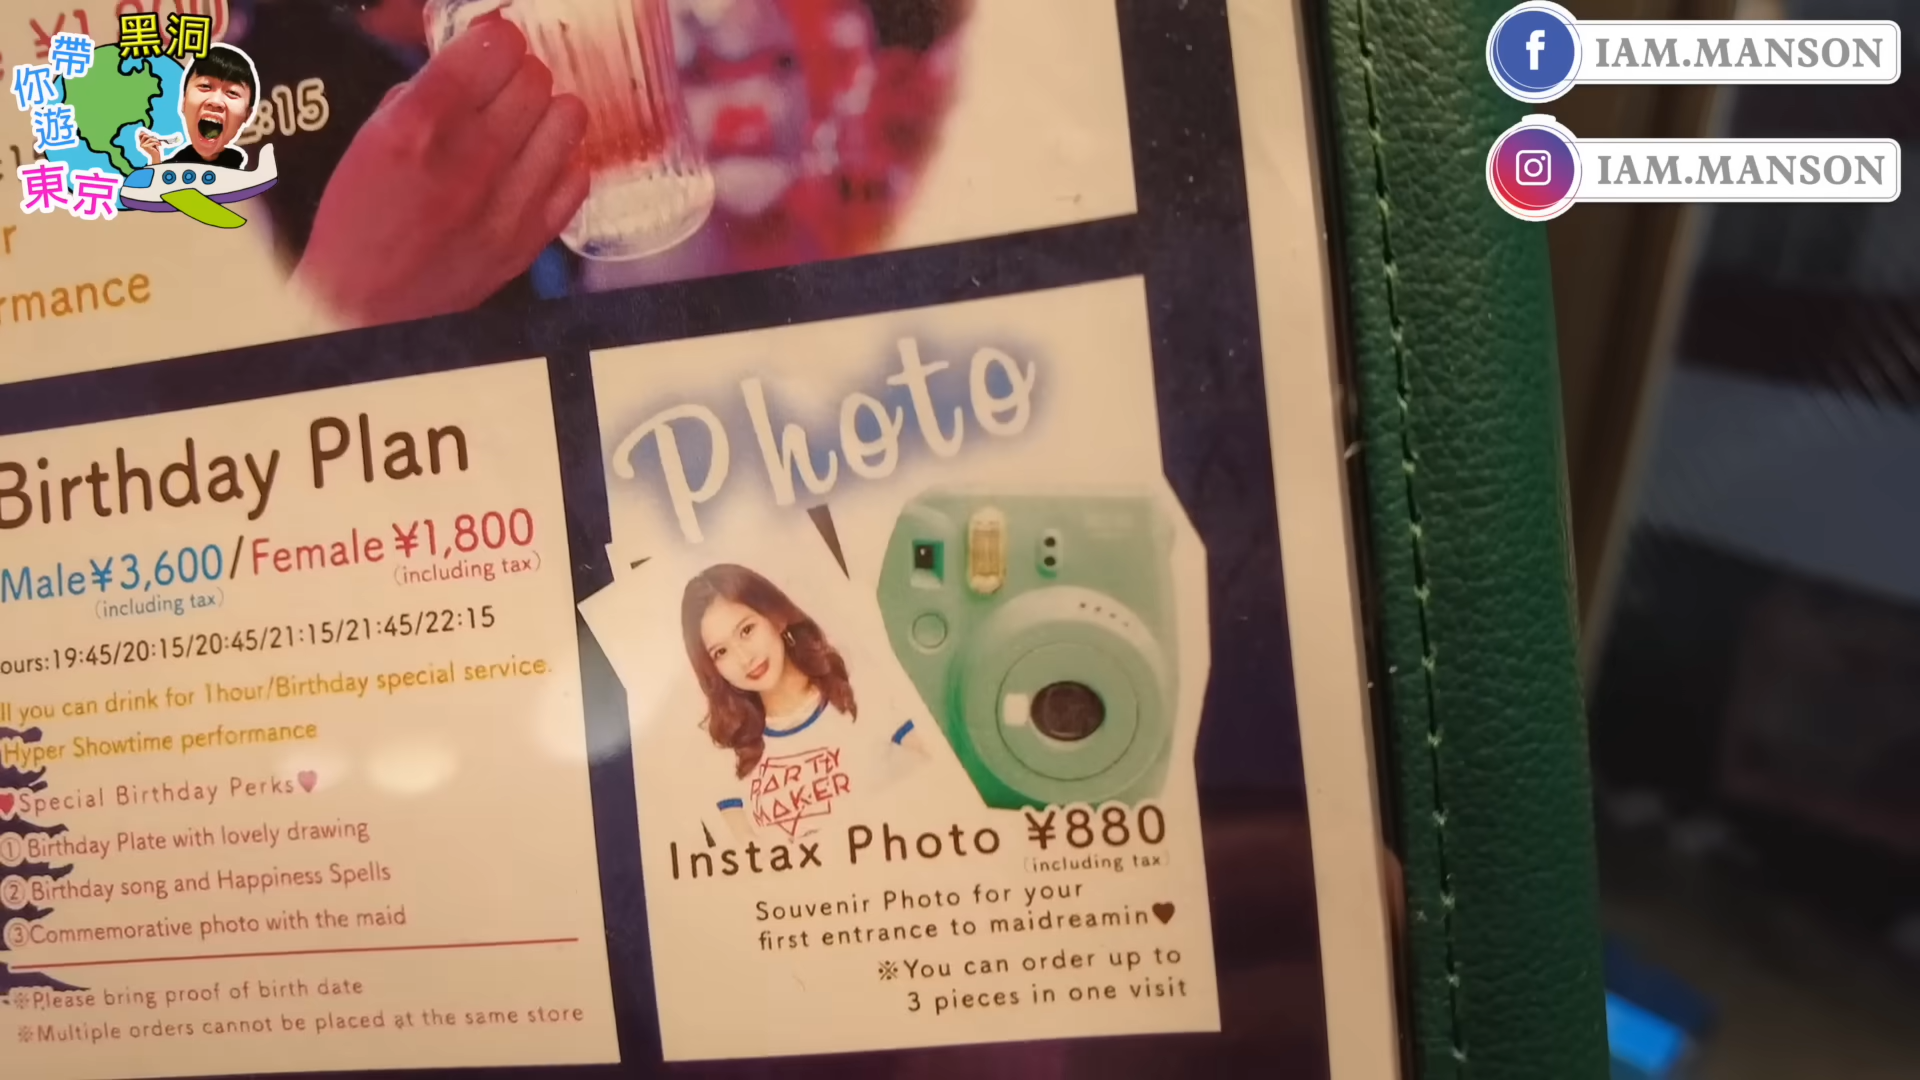 黑洞
帶你遊
東京
IAM.MANSON
IAM.MANSON
:15
rmance
Birthday Plan
Male¥3,600/Female¥1,800
(including tax)
(including tax)
ours:19:45/20:15/20:45/21:15/21:45/22:15
ll you can drink for 1hour/Birthday special service.
Hyper Showtime performance
♥Special Birthday Perks♥
①Birthday Plate with lovely drawing
②Birthday song and Happiness Spells
③Commemorative photo with the maid
※Please bring proof of birth date
※Multiple orders cannot be placed at the same store
Photo
PARTY
MAKER
Instax Photo ¥880
(including tax)
Souvenir Photo for your
first entrance to maidreamin♥
※You can order up to
3 pieces in one visit